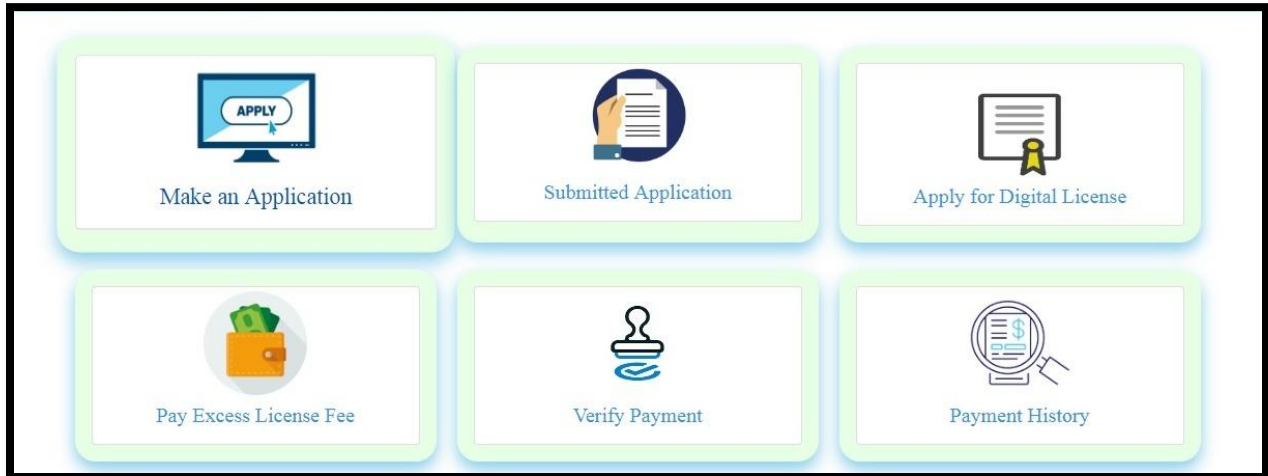 APPLY
Make an Application
Submitted Application
Apply for Digital License
$
Pay Excess License Fee
Verify Payment
Payment History